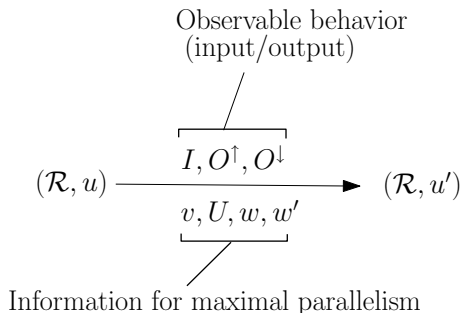 Observable behavior
(input/output)
I, O↑, O↓
(ℛ, u) (ℛ, u′)
v, U, w, w′
Information for maximal parallelism